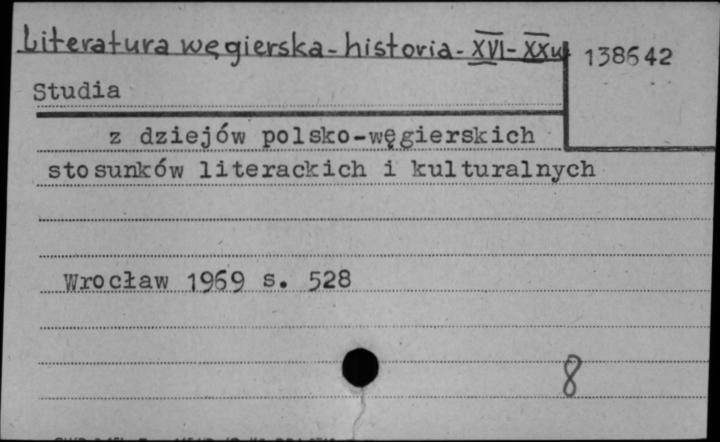 Literatura węgierska - historia - XVI - XXw
138642
Studia
z dziejów polsko-węgierskich
stosunków literackich i kulturalnych
Wrocław 1969 s. 528
8